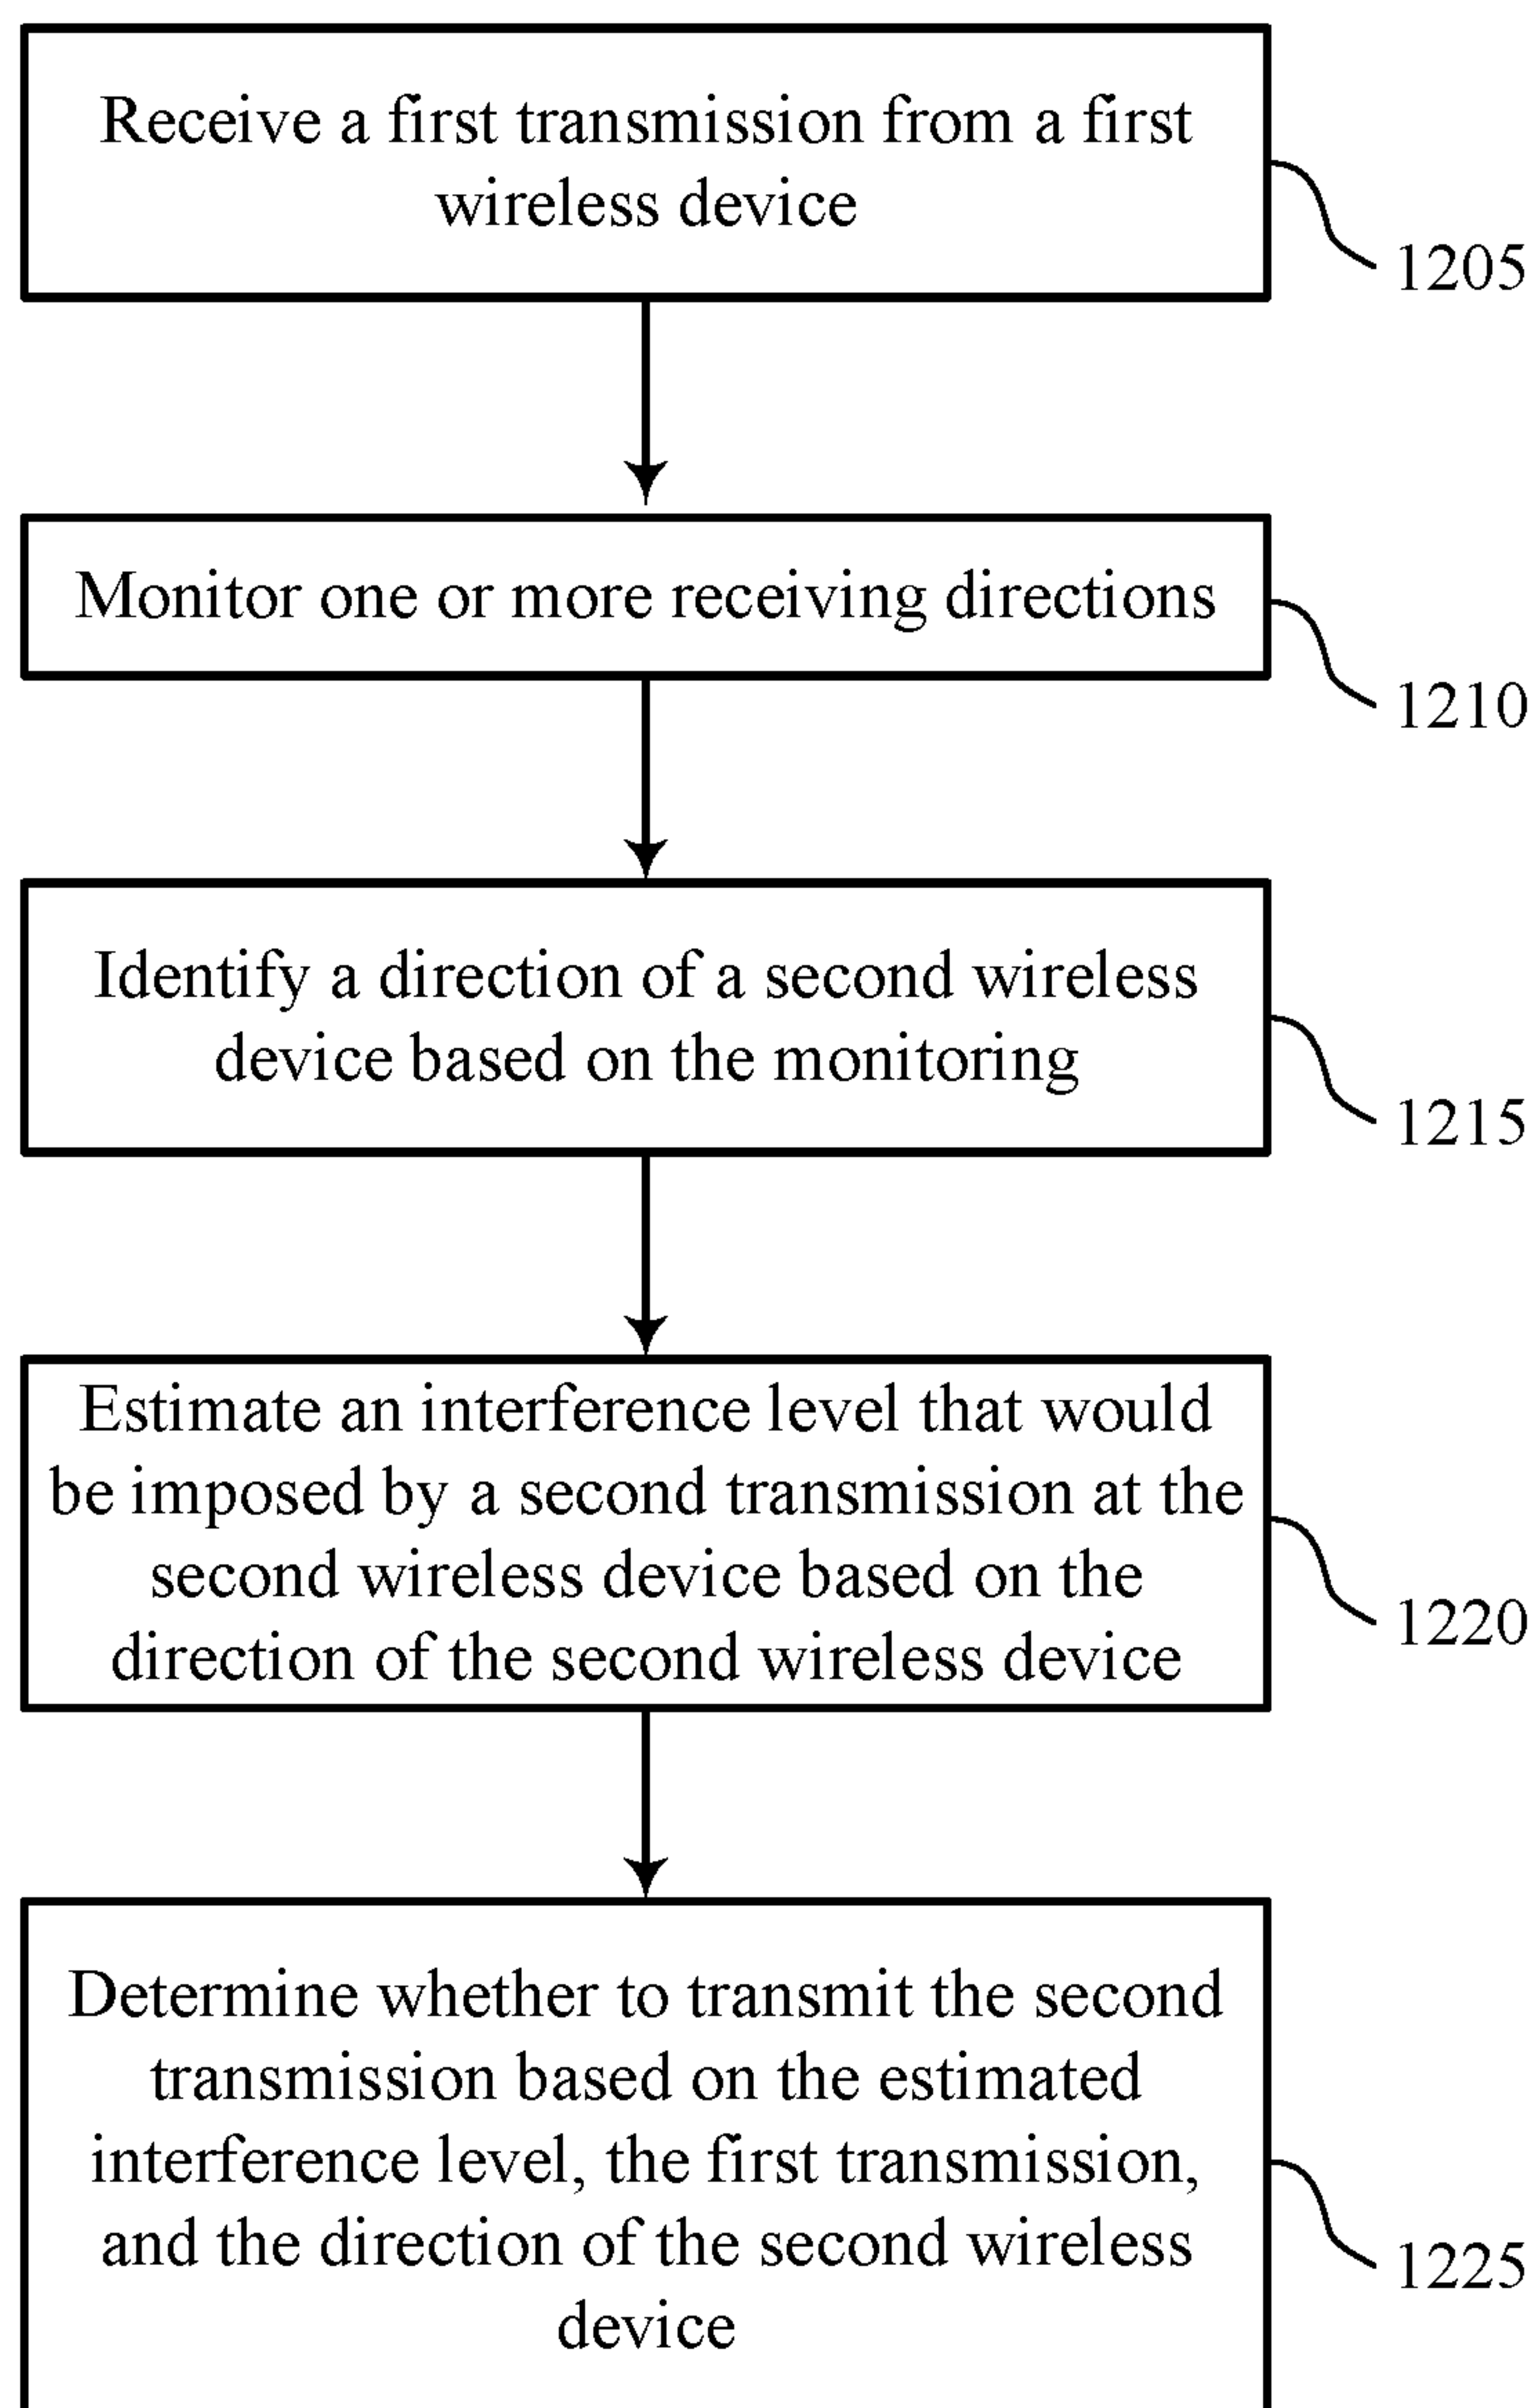 Receive a first transmission from a first
wireless device
1205
Monitor one or more receiving directions
1210
Identify a direction of a second wireless
device based on the monitoring
1215
Estimate an interference level that would
be imposed by a second transmission at the
second wireless device based on the
direction of the second wireless device
1220
Determine whether to transmit the second
transmission based on the estimated
interference level, the first transmission,
and the direction of the second wireless
device
1225